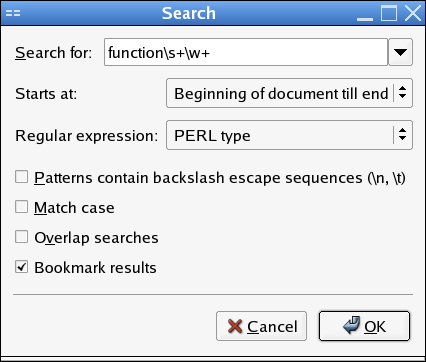 Search
Search for: function\s+\w+
Starts at: Beginning of document till end
Regular expression: PERL type
Patterns contain backslash escape sequences (\n, \t)
Match case
Overlap searches
Bookmark results
Cancel OK